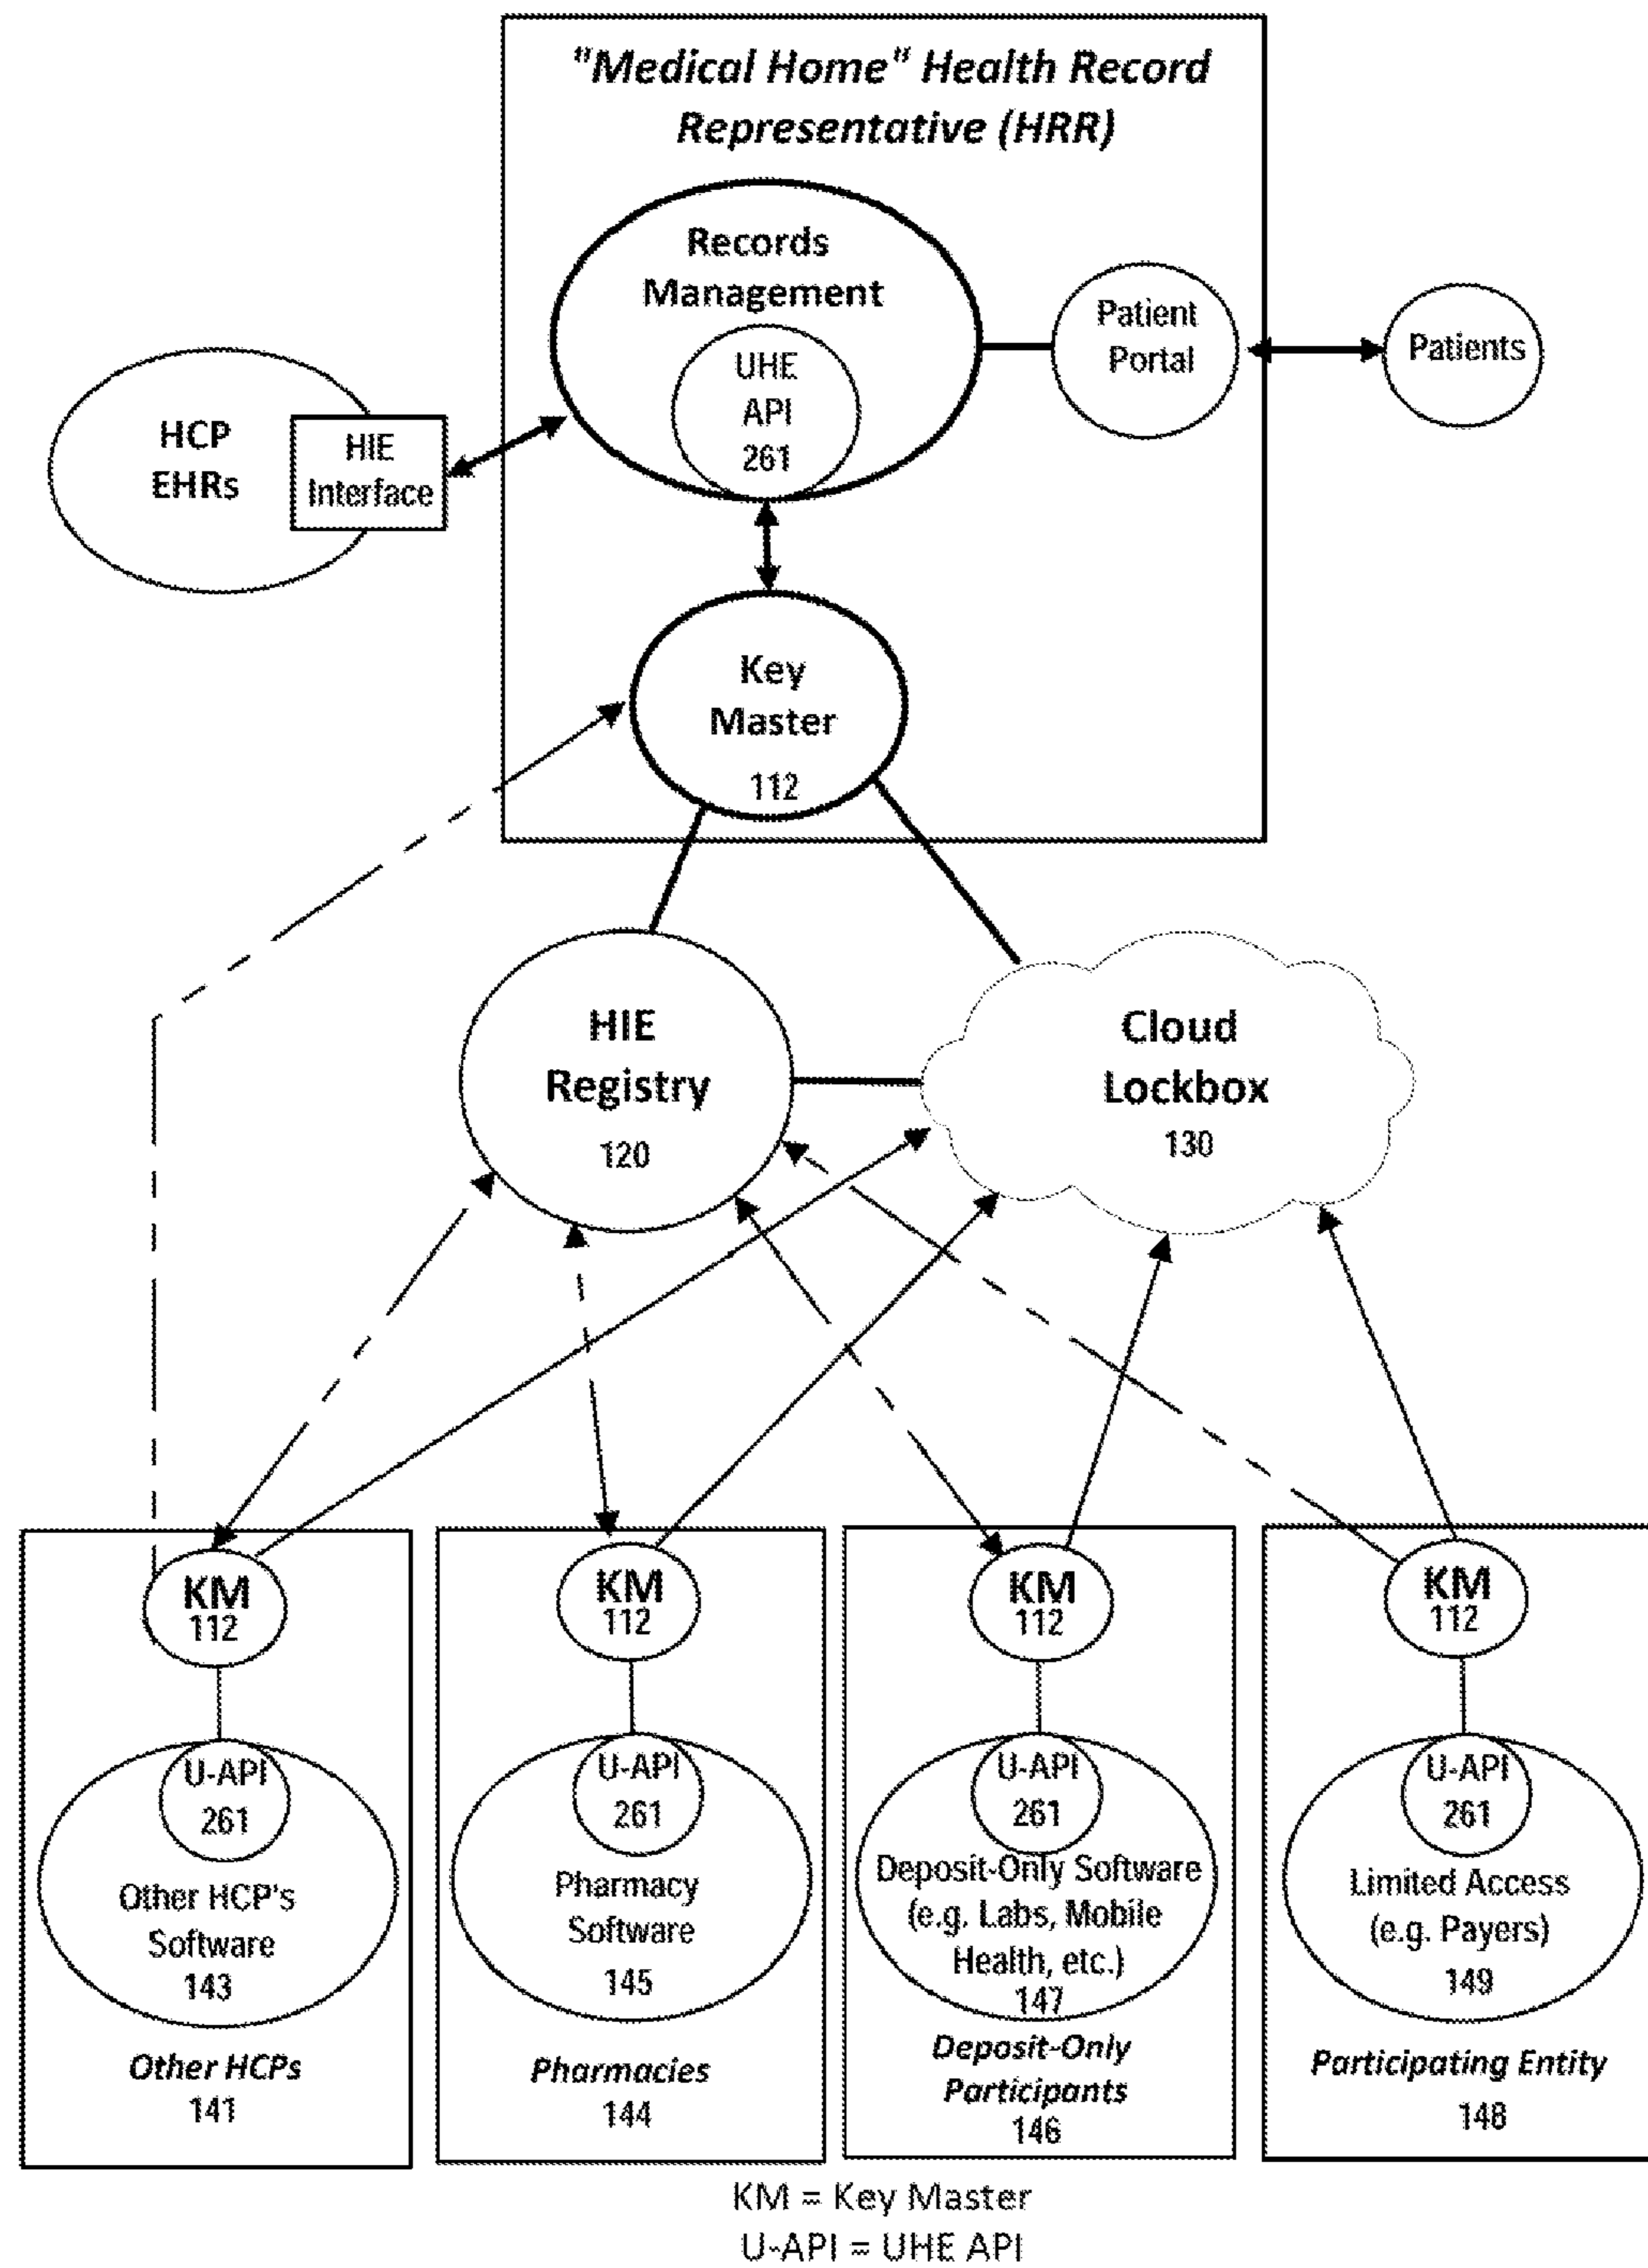 "Medical Home" Health Record
Representative (HRR)
Records
Management
UHE
API
261
Patient
Portal
Patients
HCP
EHRs
HIE
Interface
Key
Master
112
HIE
Registry
120
Cloud
Lockbox
130
KM
112
U-API
261
Other HCP's
Software
143
Other HCPs
141
KM
112
U-API
261
Pharmacy
Software
145
Pharmacies
144
KM
112
U-API
261
Deposit-Only Software
(e.g. Labs, Mobile
Health, etc.)
147
Deposit-Only
Participants
146
KM
112
U-API
261
Limited Access
(e.g. Payers)
149
Participating Entity
148
KM = Key Master
U-API = UHE API